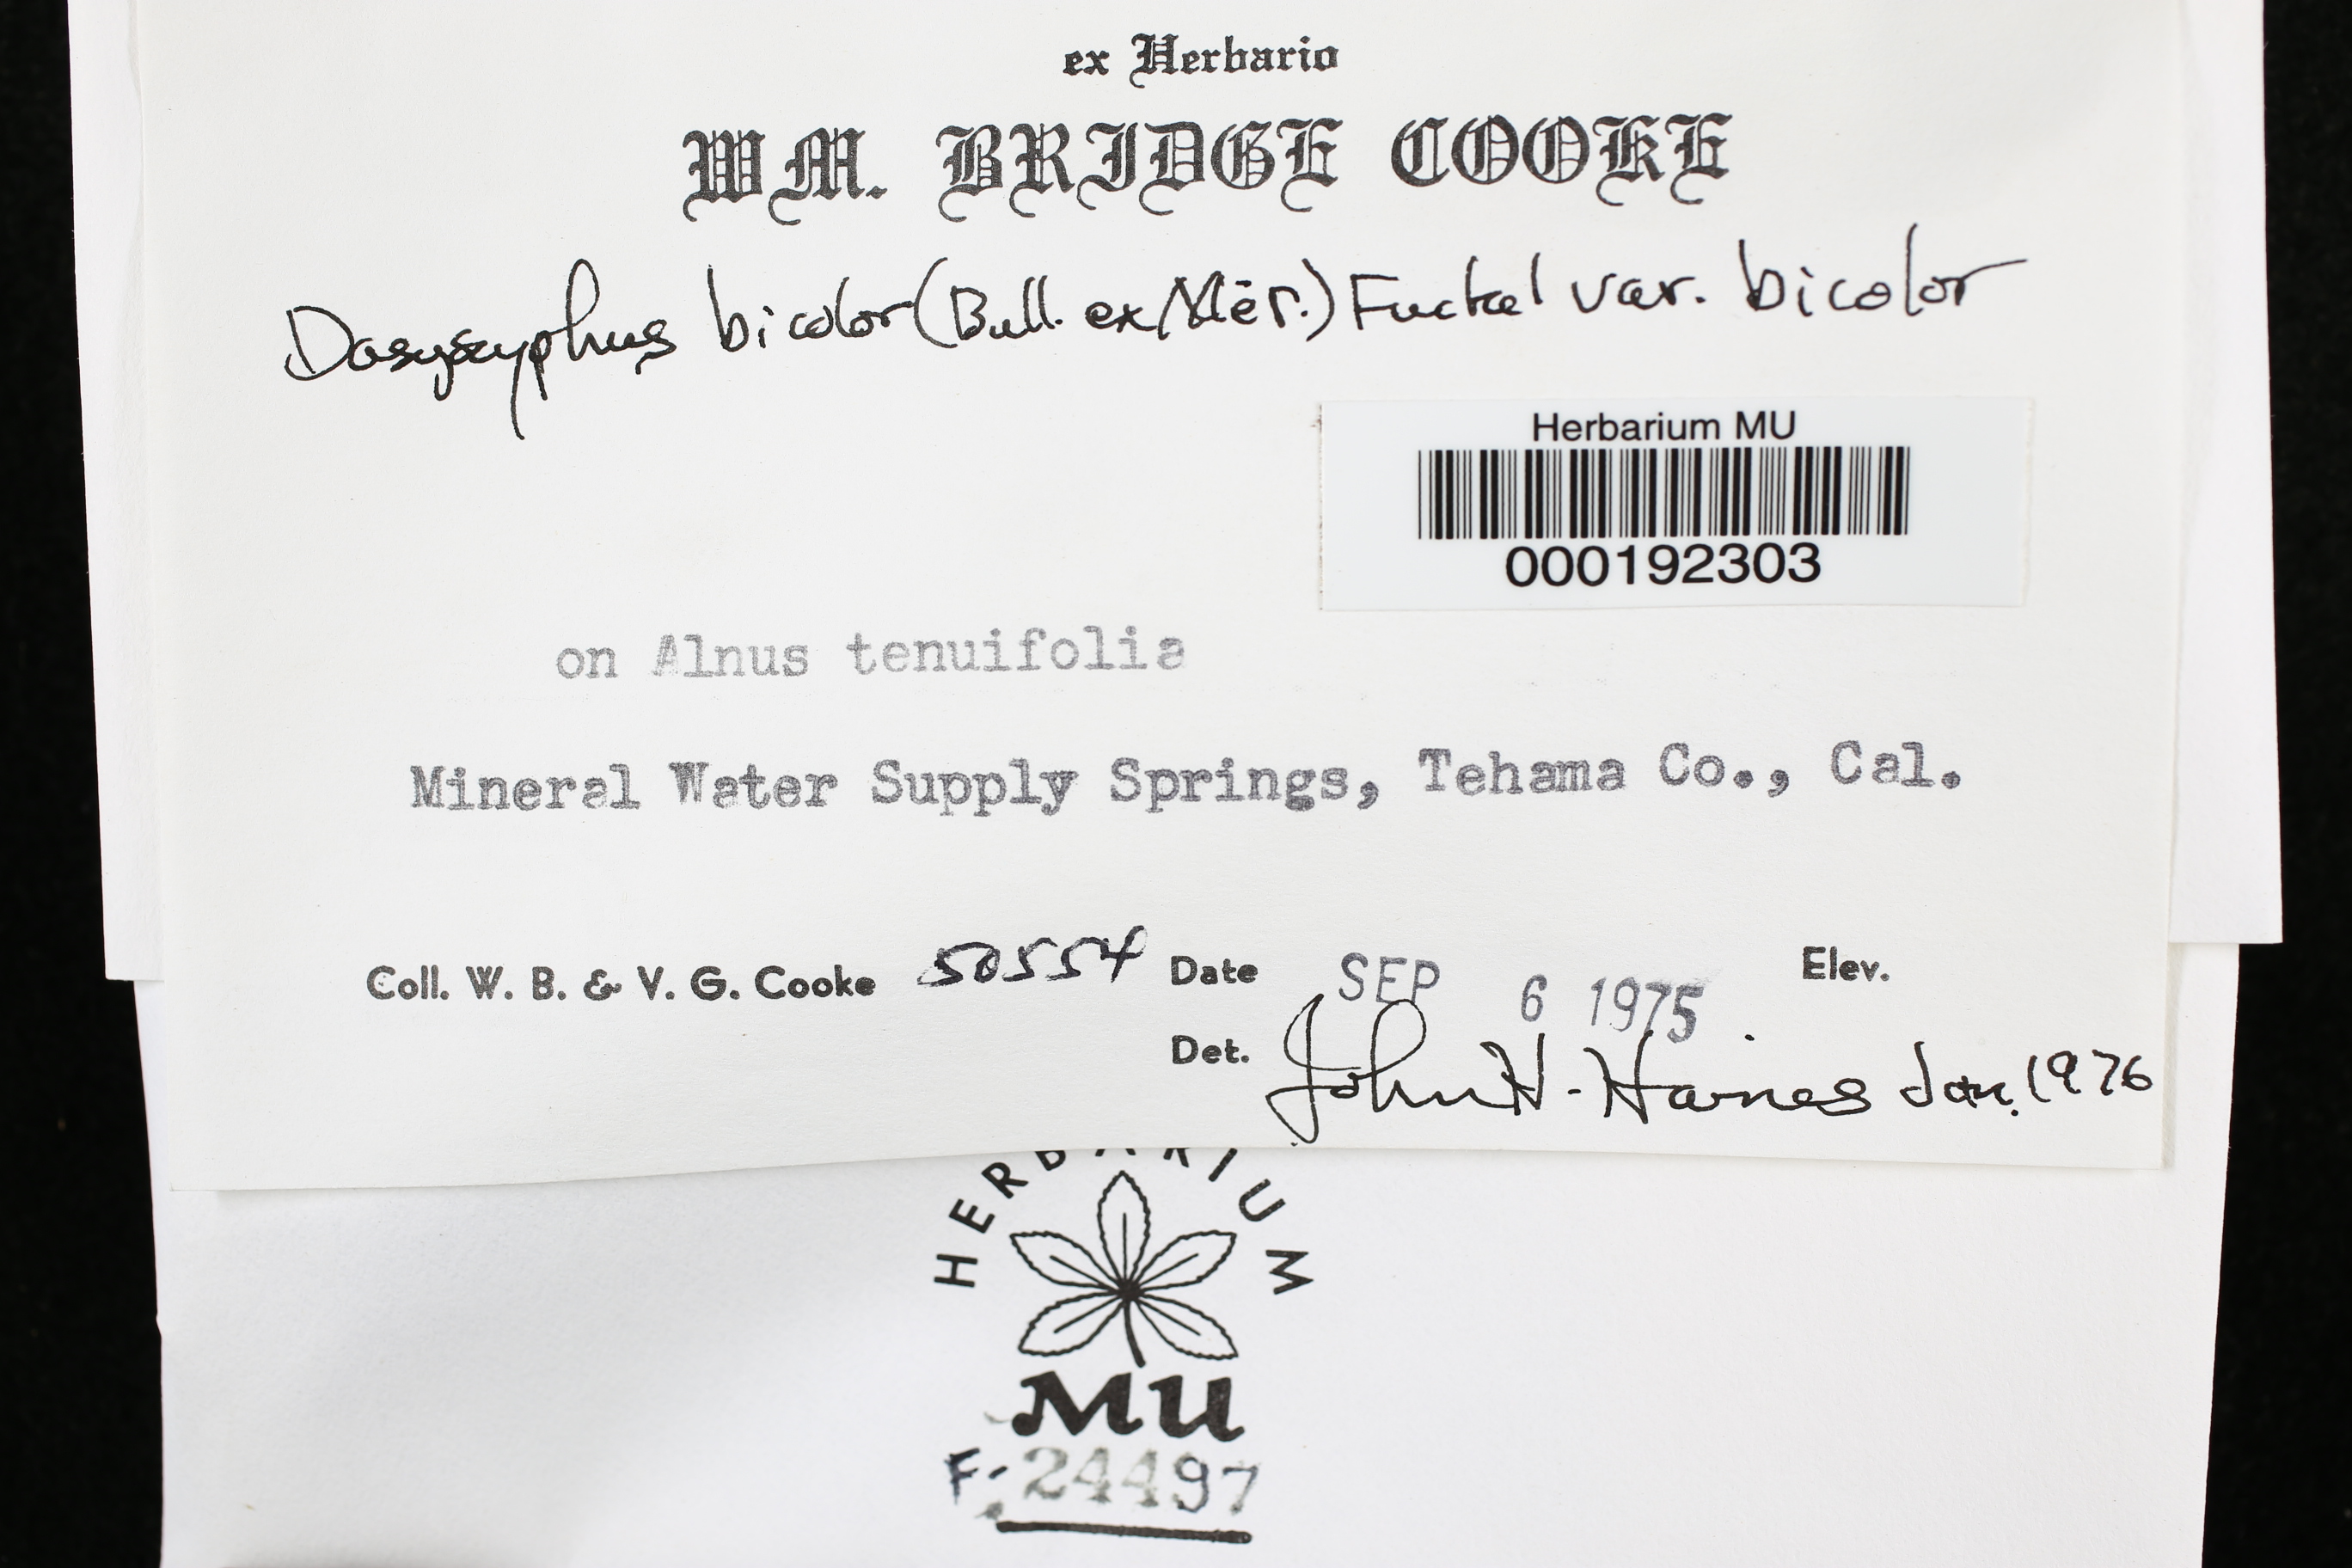 ex Herbario
WM. BRIDGE COOKE
Dasyscyphus bicolor (Bull. ex Mér.) Fuckel var. bicolor
Herbarium MU
000192303
on Alnus tenuifolia
Mineral Water Supply Springs, Tehama Co., Cal.
Coll. W. B. & V. G. Cooke 50554 Date SEP 6 1975 Elev.
Det. John H. Haines Jan. 1976
HERBARIUM
MU
F. 24497